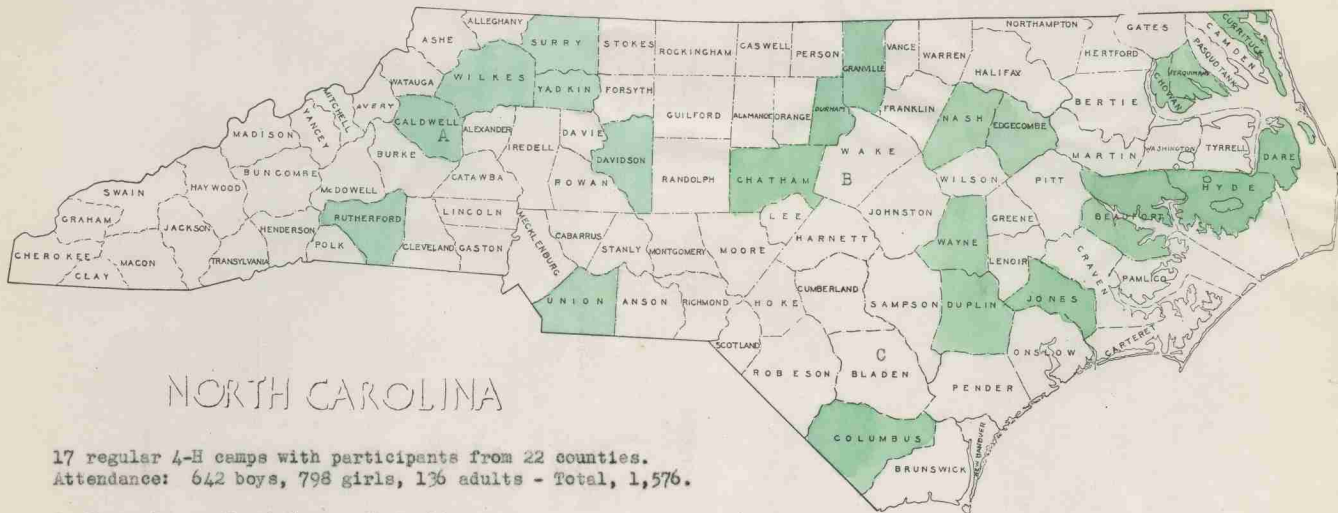 ALLEGHANY
ASHE
SURRY
STOKES
ROCKINGHAM
CASWELL
PERSON
GRANVILLE
VANCE
WARREN
NORTHAMPTON
GATES
HERTFORD
HALIFAX
CURRITUCK
CAMDEN
PASQUOTANK
PERQUIMANS
CHOWAN
BERTIE
WATAUGA
WILKES
YADKIN
FORSYTH
GUILFORD
ALAMANCE
ORANGE
DURHAM
FRANKLIN
NASH
EDGECOMBE
MARTIN
WASHINGTON
TYRRELL
DARE
MITCHELL
AVERY
YANCEY
MADISON
CALDWELL
A
ALEXANDER
IREDELL
DAVIE
DAVIDSON
RANDOLPH
CHATHAM
WAKE
B
WILSON
PITT
BEAUFORT
HYDE
BUNCOMBE
BURKE
McDOWELL
CATAWBA
ROWAN
SWAIN
HAYWOOD
GRAHAM
JACKSON
HENDERSON
RUTHERFORD
POLK
CLEVELAND
LINCOLN
GASTON
MECKLENBURG
CABARRUS
STANLY
MONTGOMERY
MOORE
LEE
HARNETT
JOHNSTON
WAYNE
GREENE
LENOIR
CRAVEN
PAMLICO
CHEROKEE
CLAY
MACON
TRANSYLVANIA
UNION
ANSON
RICHMOND
HOKE
CUMBERLAND
SAMPSON
DUPLIN
JONES
CARTERET
ONSLOW
SCOTLAND
ROBESON
C
BLADEN
PENDER
COLUMBUS
BRUNSWICK
NEW HANOVER
NORTH CAROLINA
17 regular 4-H camps with participants from 22 counties.
Attendance: 642 boys, 798 girls, 136 adults - Total, 1,576.